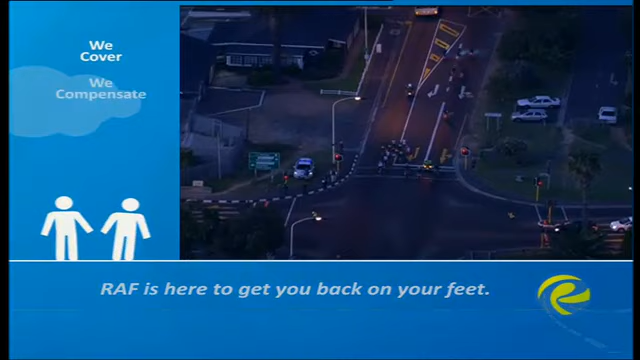 We
Cover
We
Compensate
RAF is here to get you back on your feet.